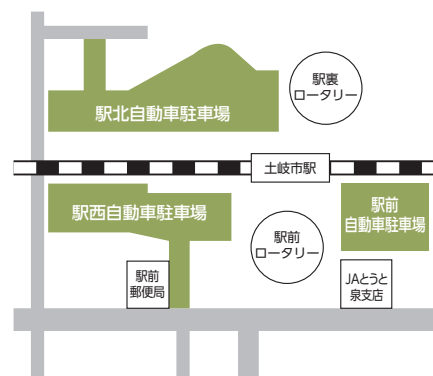 駅裏
ロータリー
駅北自動車駐車場
土岐市駅
駅西自動車駐車場
駅前
自動車駐車場
駅前
ロータリー
駅前
郵便局
JAとうと
泉支店